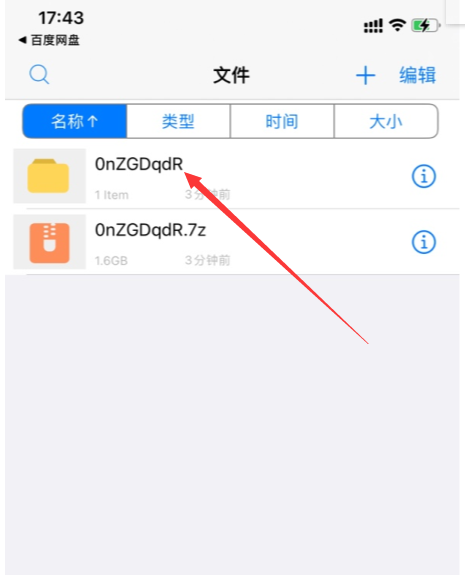 17:43
◀ 百度网盘
文件
编辑
名称↑ 类型 时间 大小
0nZGDqdR
1 Item 3分钟前
0nZGDqdR.7z
1.6GB 3分钟前